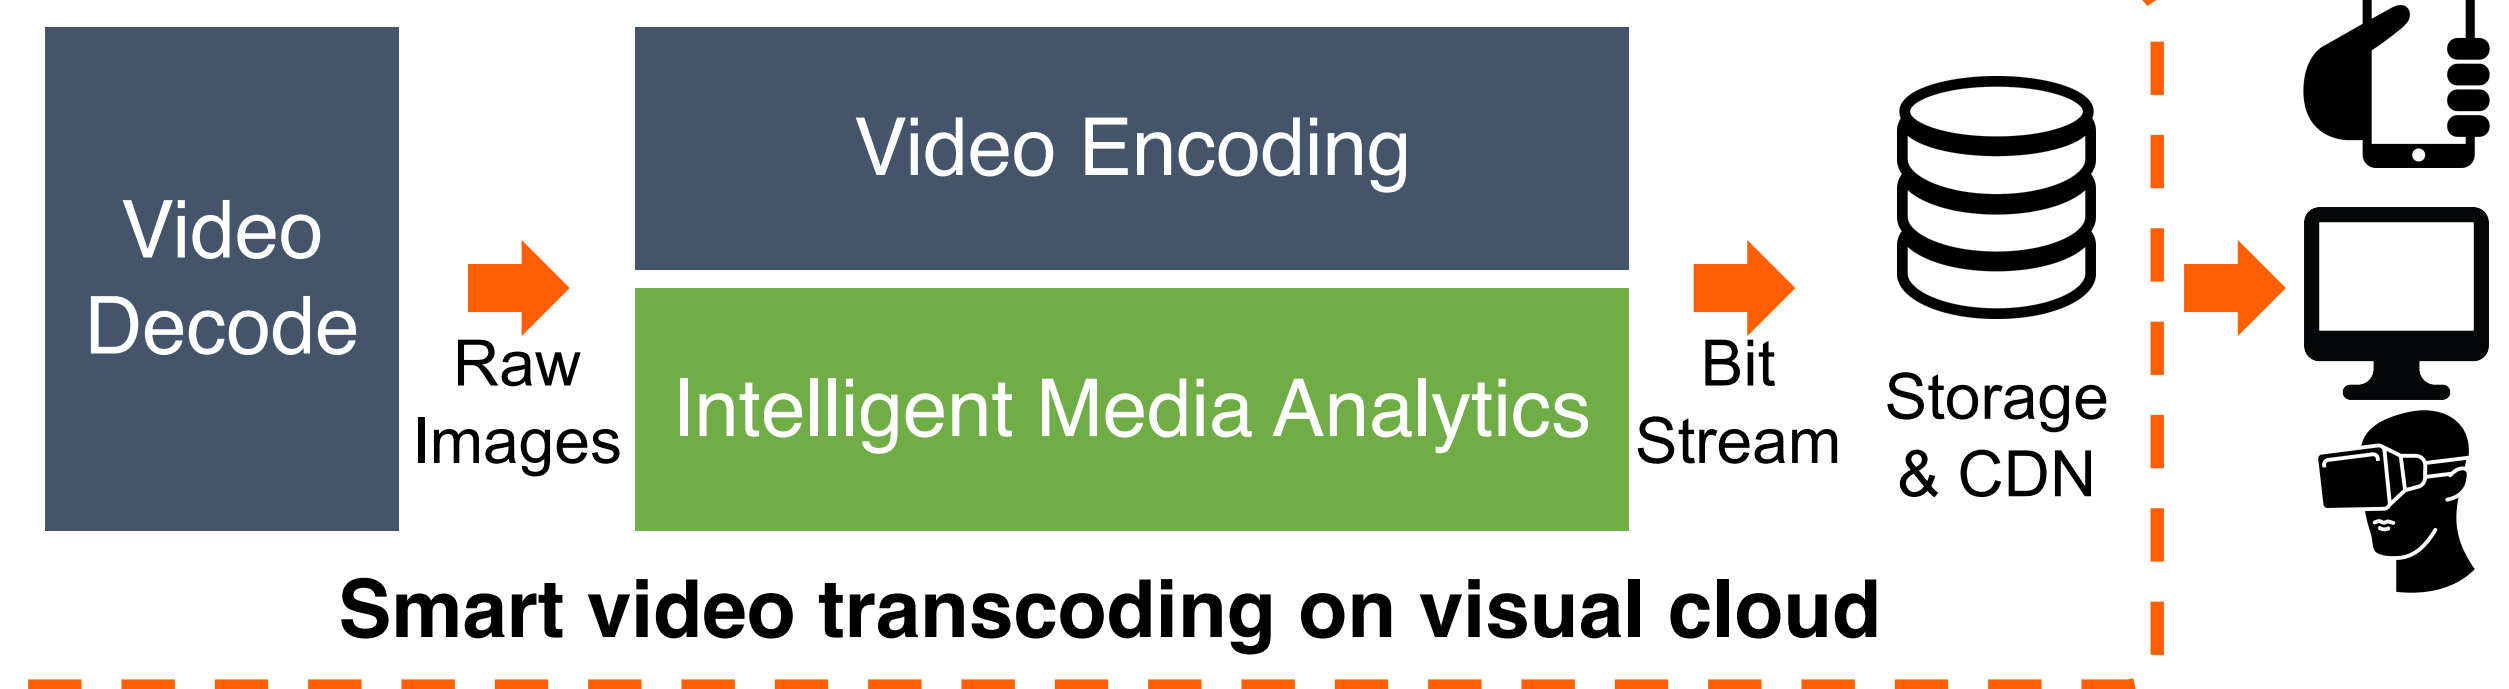 Video
Decode
Raw
Images
Video Encoding
Intelligent Media Analytics
Bit
Stream
Storage
& CDN
Smart video transcoding on visual cloud